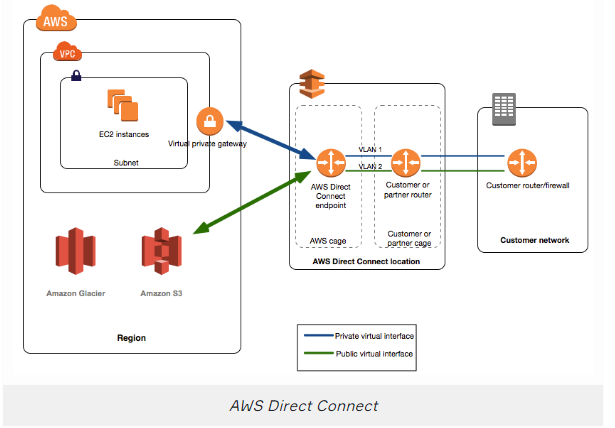 AWS
VPC
EC2 instances
Subnet
Virtual private gateway
Amazon Glacier
Amazon S3
Region
VLAN 1
VLAN 2
AWS Direct
Connect
endpoint
Customer or
partner router
AWS cage
Customer or
partner cage
AWS Direct Connect location
Customer router/firewall
Customer network
Private virtual interface
Public virtual interface
AWS Direct Connect